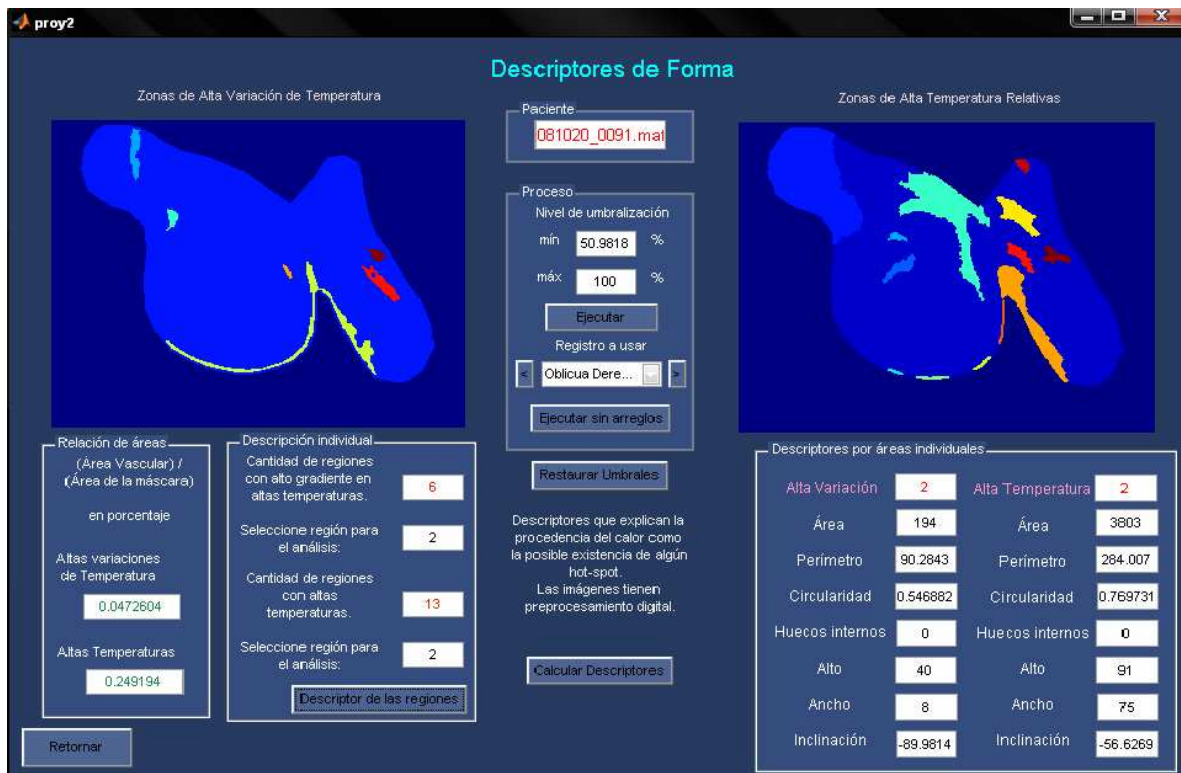 proy2
Descriptores de Forma
Zonas de Alta Variación de Temperatura
Paciente
081020_0091.mat
Proceso
Nivel de umbralización
mín 50.9818 %
máx 100 %
Ejecutar
Registro a usar
< Oblicua Dere... >
Ejecutar sin arreglos
Restaurar Umbrales
Descriptores que explican la
procedencia del calor como
la posible existencia de algún
hot-spot.
Las imágenes tienen
preprocesamiento digital.
Calcular Descriptores
Zonas de Alta Temperatura Relativas
Relación de áreas
(Área Vascular) /
(Área de la máscara)
en porcentaje
Altas variaciones
de Temperatura
0.0472604
Altas Temperaturas
0.249194
Descripción individual
Cantidad de regiones
con alto gradiente en
altas temperaturas.
6
Seleccione región para
el análisis:
2
Cantidad de regiones
con altas
temperaturas.
13
Seleccione región para
el análisis:
2
Descriptor de las regiones
Descriptores por áreas individuales
Alta Variación 2 Alta Temperatura 2
Área 194 Área 3803
Perímetro 90.2843 Perímetro 284.007
Circularidad 0.546882 Circularidad 0.769731
Huecos internos 0 Huecos internos 0
Alto 40 Alto 91
Ancho 8 Ancho 75
Inclinación -89.9814 Inclinación -56.6269
Retornar